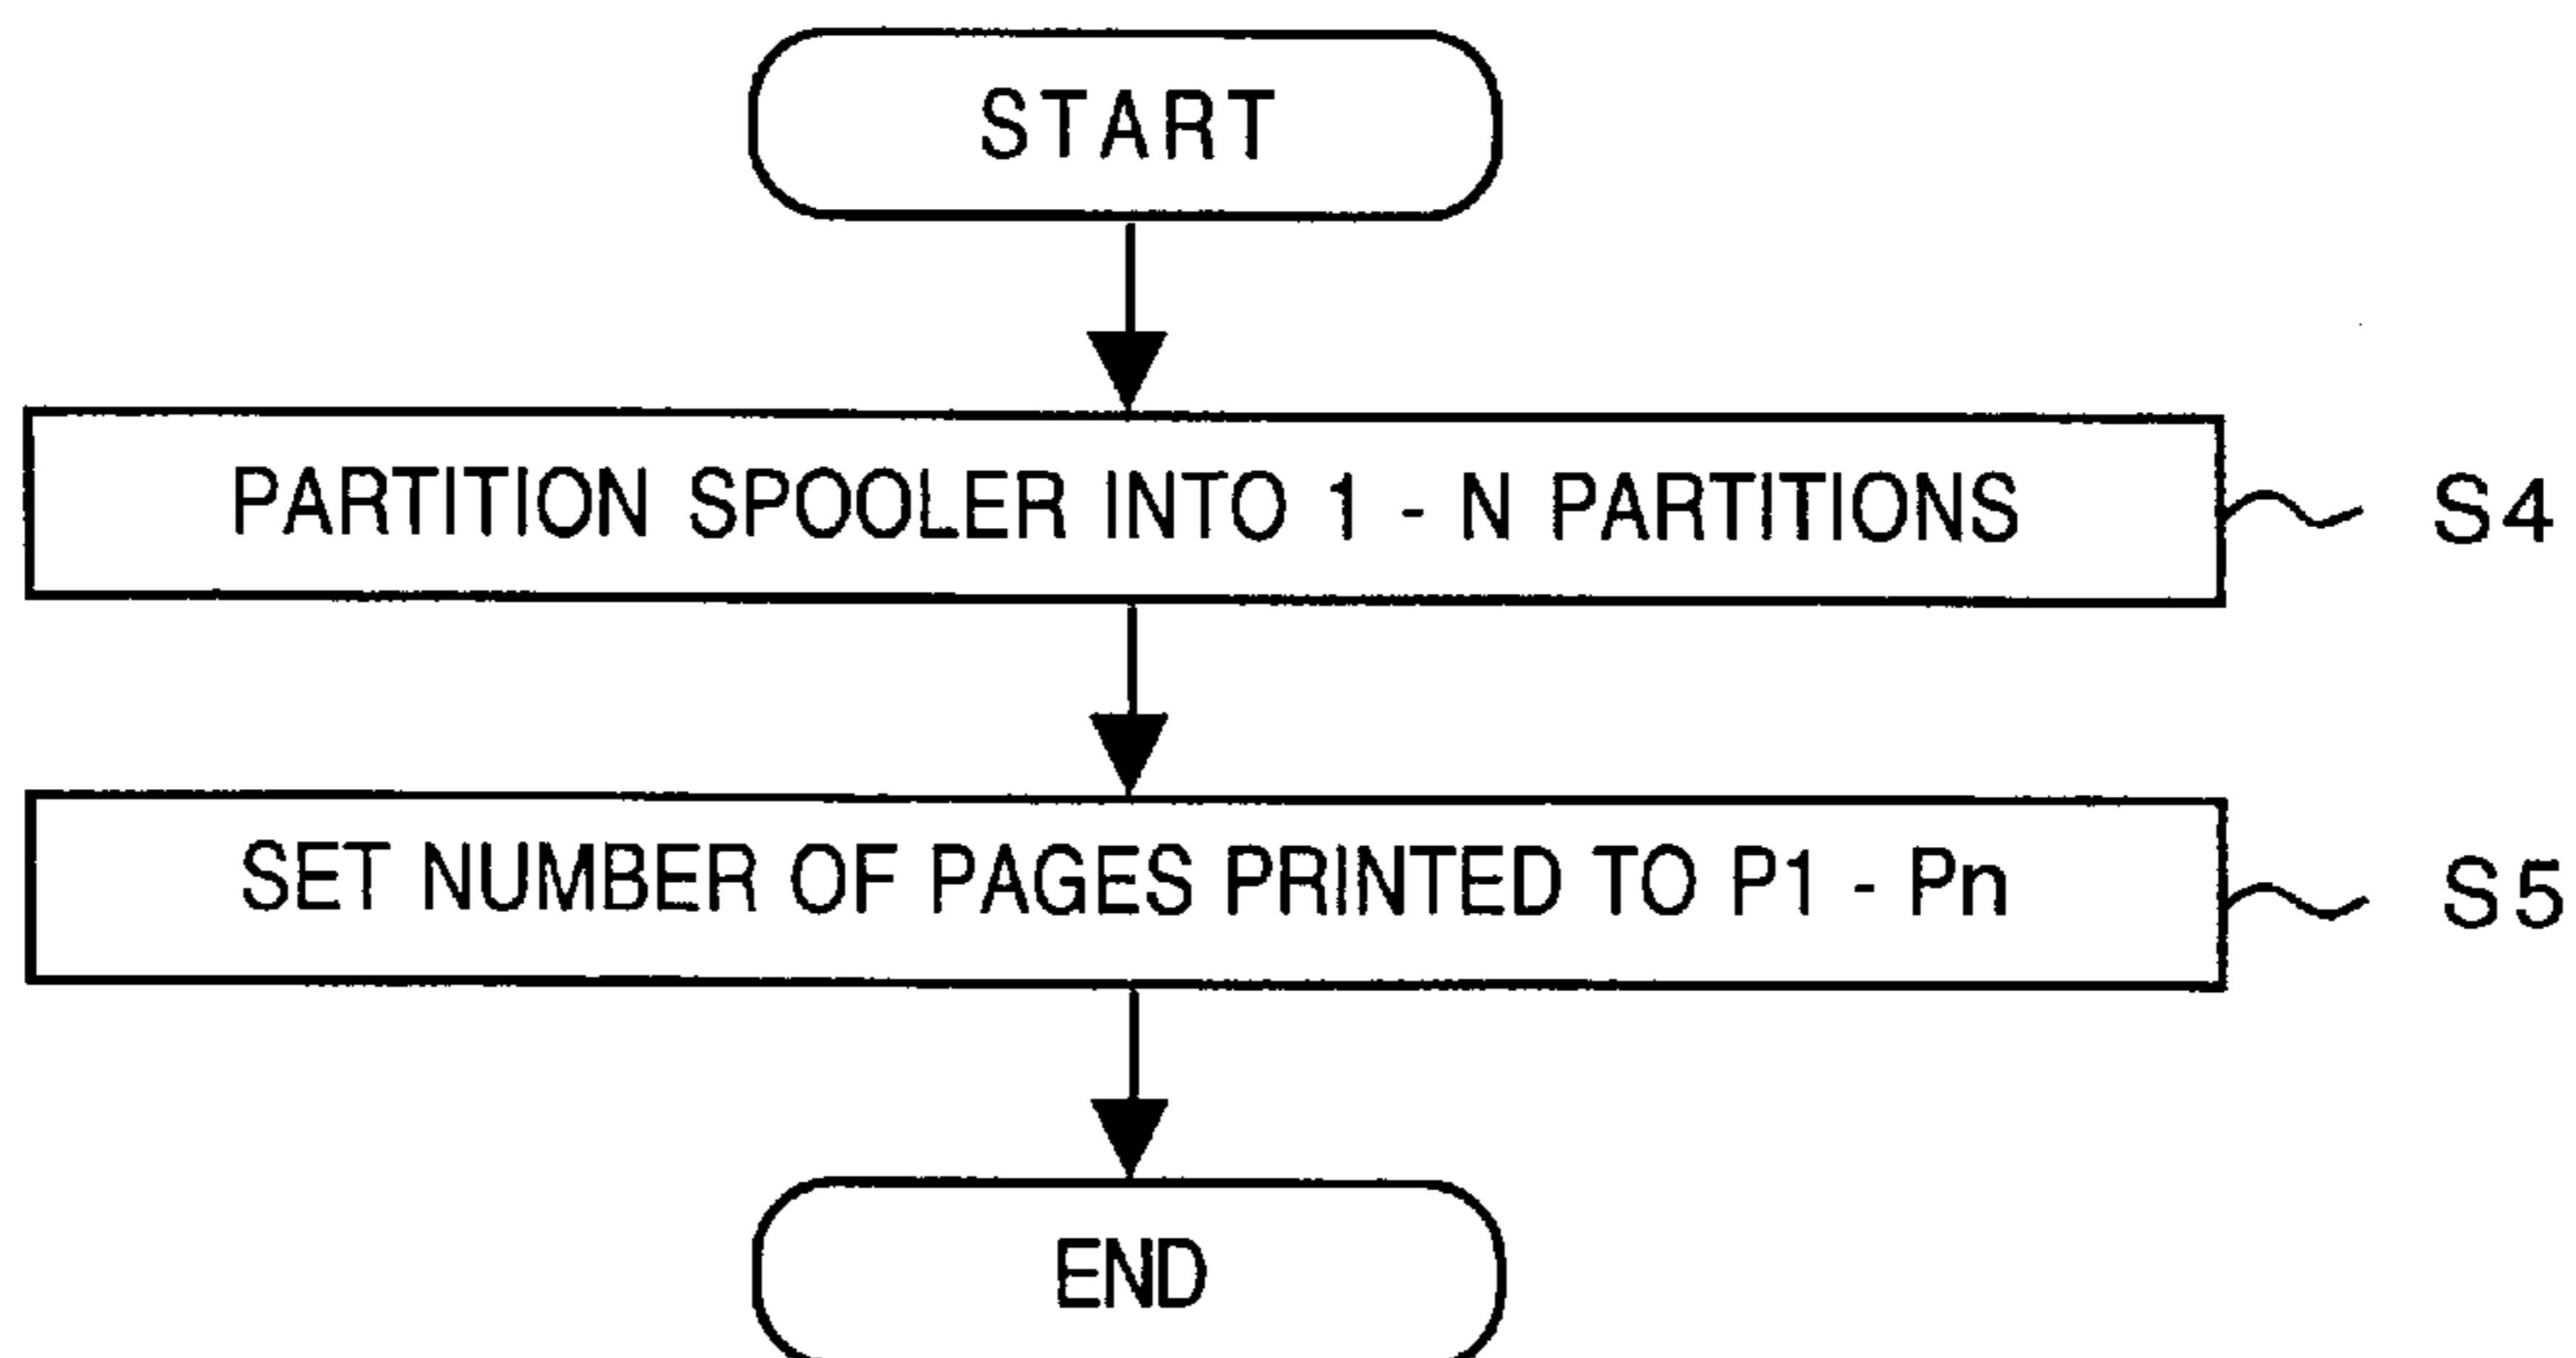 START
PARTITION SPOOLER INTO 1 - N PARTITIONS
S4
SET NUMBER OF PAGES PRINTED TO P1 - Pn
S5
END